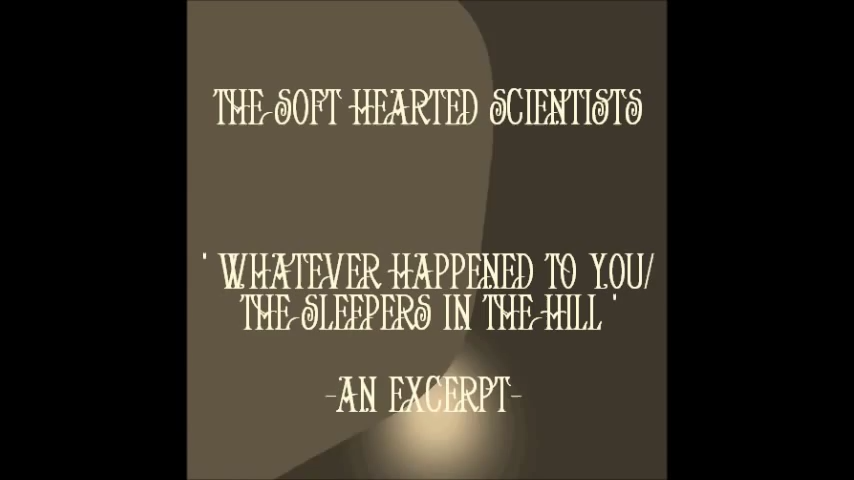 THE SOFT HEARTED SCIENTISTS
' WHATEVER HAPPENED TO YOU/
THE SLEEPERS IN THE HILL '
-AN EXCERPT-